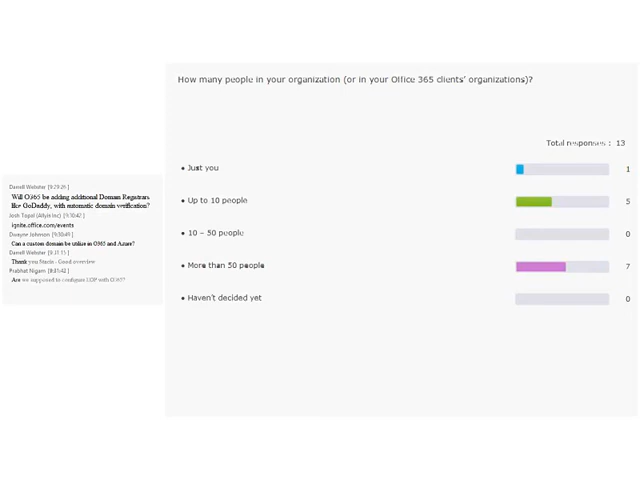 How many people in your organization (or in your Office 365 clients' organizations)?
Total responses : 13
• Just you 1
• Up to 10 people 5
• 10 – 50 people 0
• More than 50 people 7
• Haven't decided yet 0
Darrell Webster [9:29:26]
Will O365 be adding additional Domain Registrars
like GoDaddy, with automatic domain verification?
Josh Topal (Allyis Inc) [9:30:42]
ignite.office.com/events
Dwayne Johnson [9:30:49]
Can a custom domain be utilize in O365 and Azure?
Darrell Webster [9:31:15]
Thank you - Good overview
Prabhat Nigam [9:31:42]
Are we supposed to configure with O365?